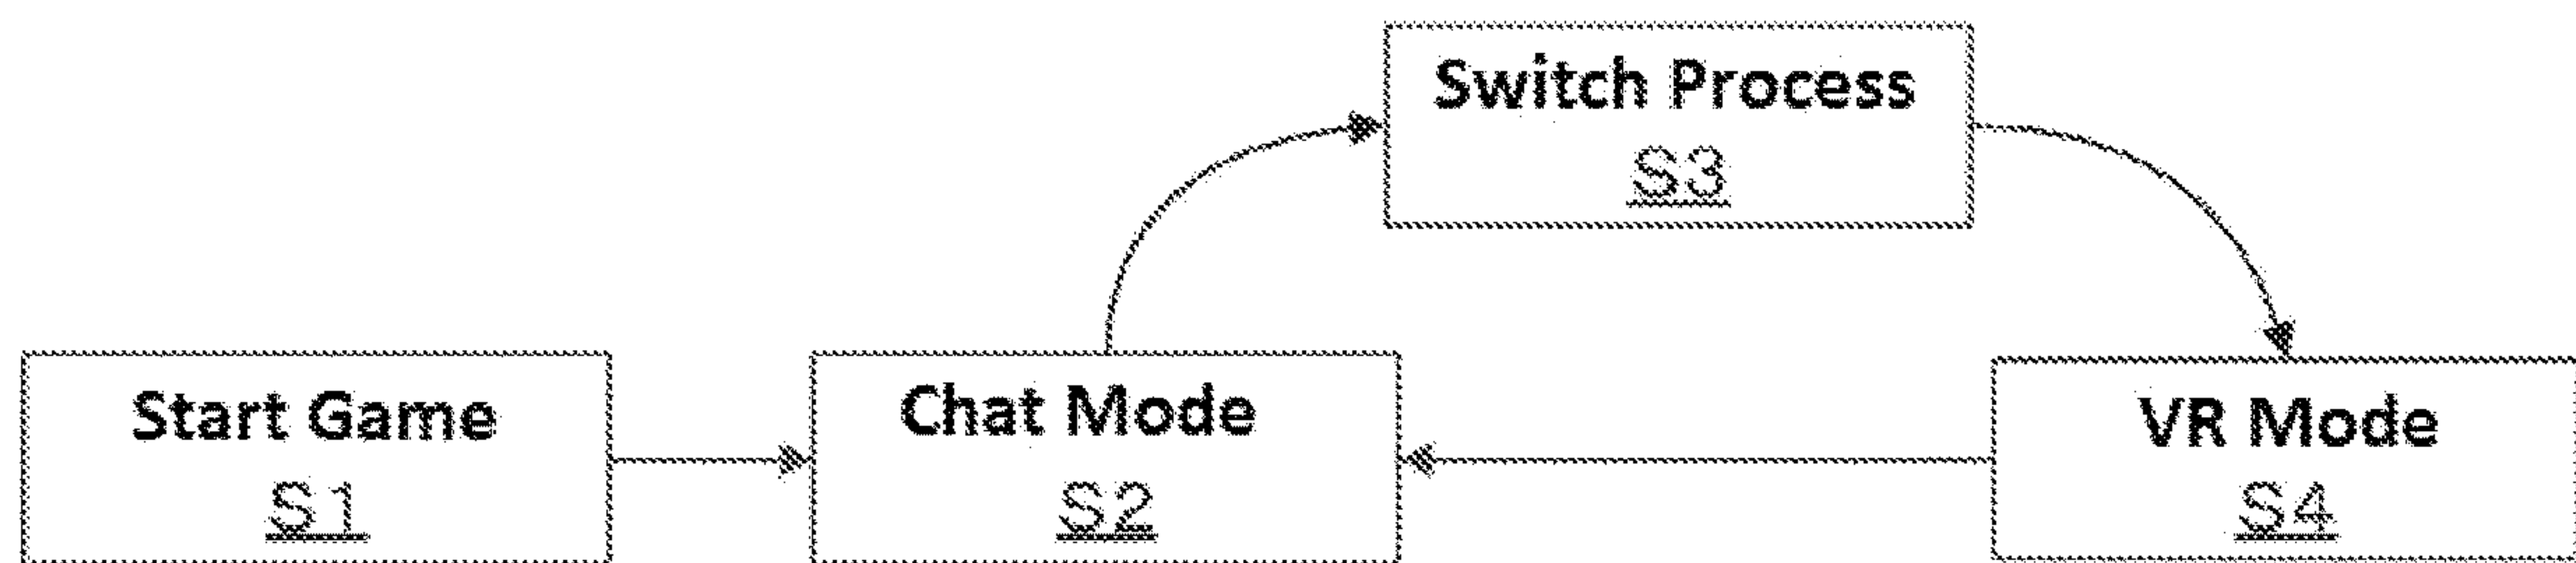 Switch Process
S3
Start Game
S1
Chat Mode
S2
VR Mode
S4